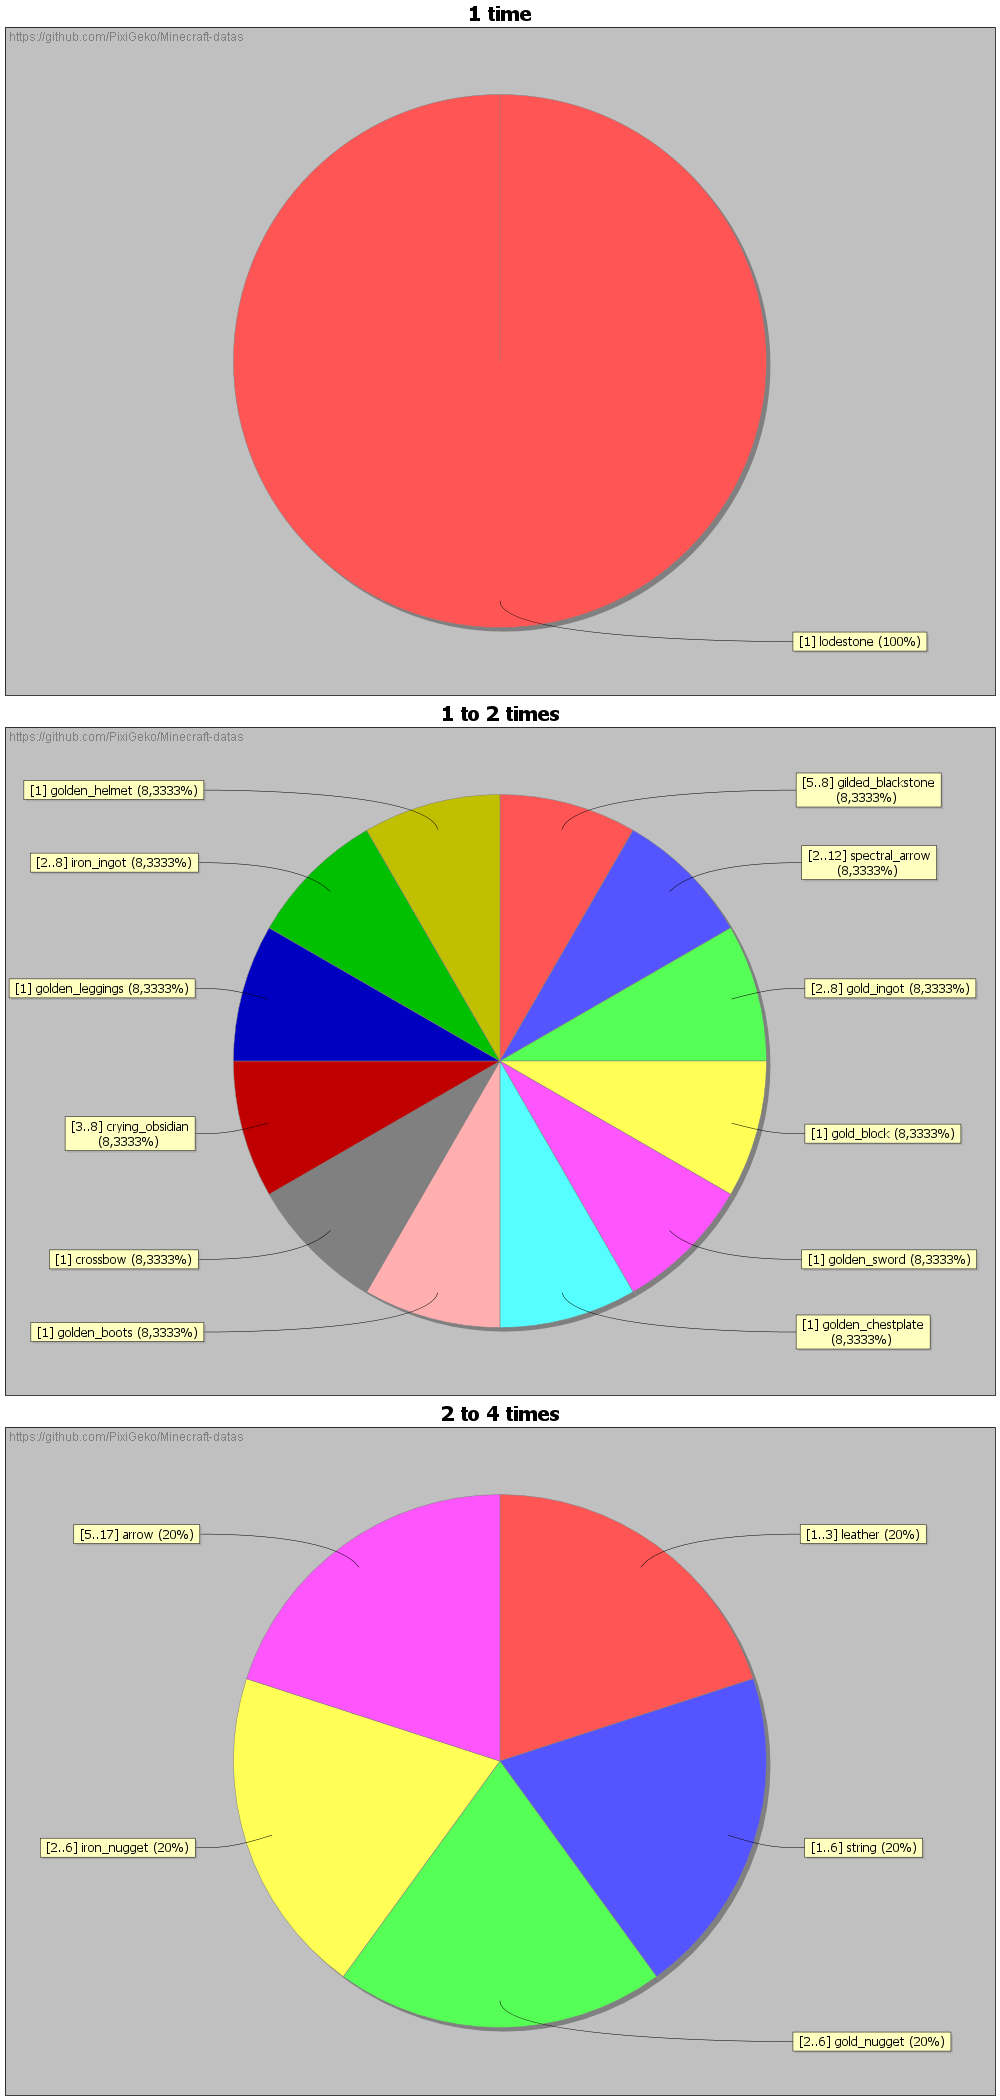 1 time
https://github.com/PixiGeko/Minecraft-datas
[1] lodestone (100%)
1 to 2 times
https://github.com/PixiGeko/Minecraft-datas
[1] golden_helmet (8,3333%)
[5..8] gilded_blackstone
(8,3333%)
[2..8] iron_ingot (8,3333%)
[2..12] spectral_arrow
(8,3333%)
[1] golden_leggings (8,3333%)
[2..8] gold_ingot (8,3333%)
[3..8] crying_obsidian
(8,3333%)
[1] gold_block (8,3333%)
[1] crossbow (8,3333%)
[1] golden_sword (8,3333%)
[1] golden_boots (8,3333%)
[1] golden_chestplate
(8,3333%)
2 to 4 times
https://github.com/PixiGeko/Minecraft-datas
[5..17] arrow (20%)
[1..3] leather (20%)
[2..6] iron_nugget (20%)
[1..6] string (20%)
[2..6] gold_nugget (20%)